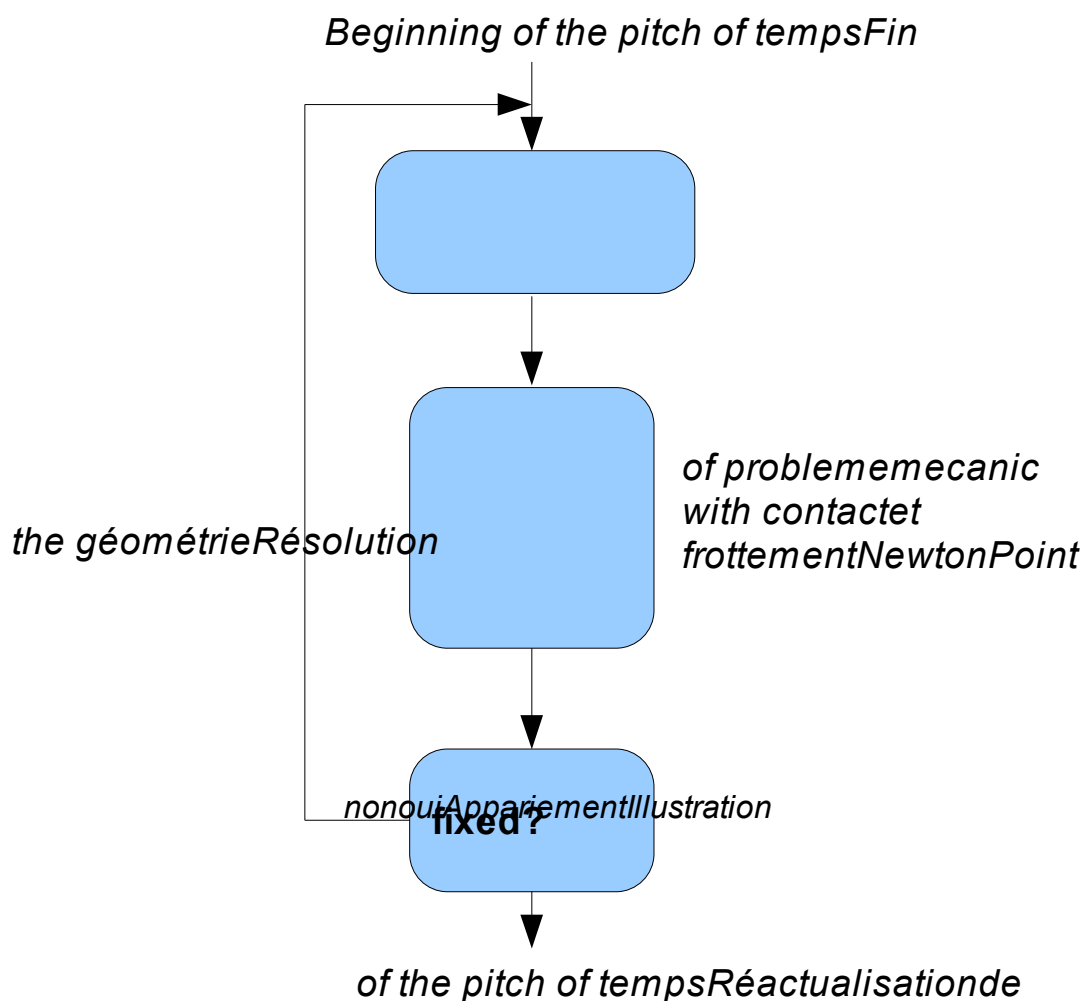 Beginning of the pitch of tempsFin
of problememecanic
with contactet
the géométrieRésolution
frottementNewtonPoint
nonouiAppariementIllustration
fixed?
of the pitch of tempsRéactualisationde